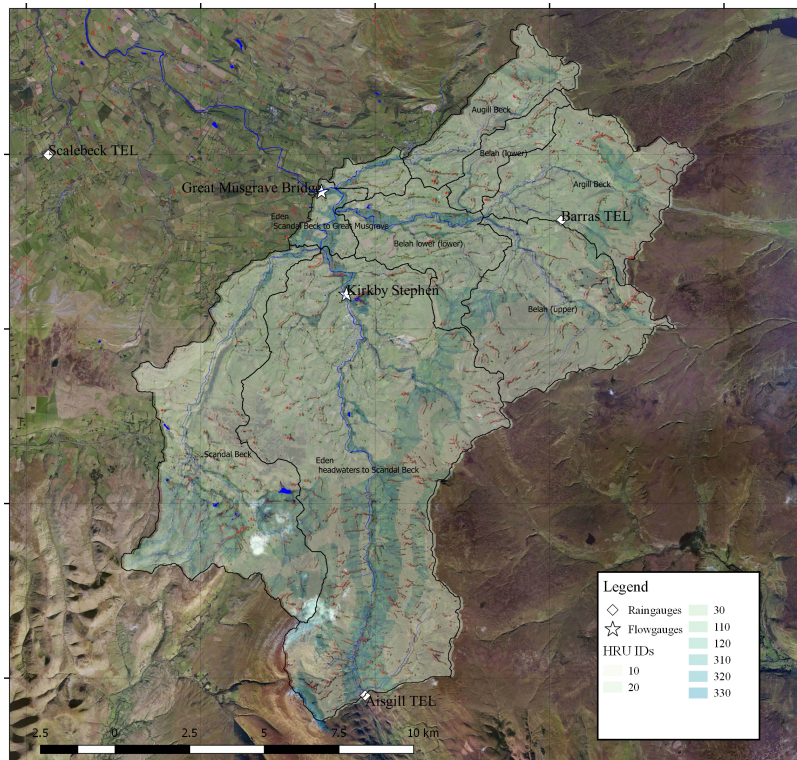 Augill Beck
Scalebeck TEL
Belah (lower)
Argill Beck
Great Musgrave Bridge
Barras TEL
Eden
Scandal Beck to Great Musgrave
Belah lower (lower)
Kirkby Stephen
Belah (upper)
Scandal Beck
Eden
headwaters to Scandal Beck
Aisgill TEL
Legend
Raingauges
Flowgauges
HRU IDs
10
20
30
110
120
310
320
330
2.5 0 2.5 5 7.5 10 km